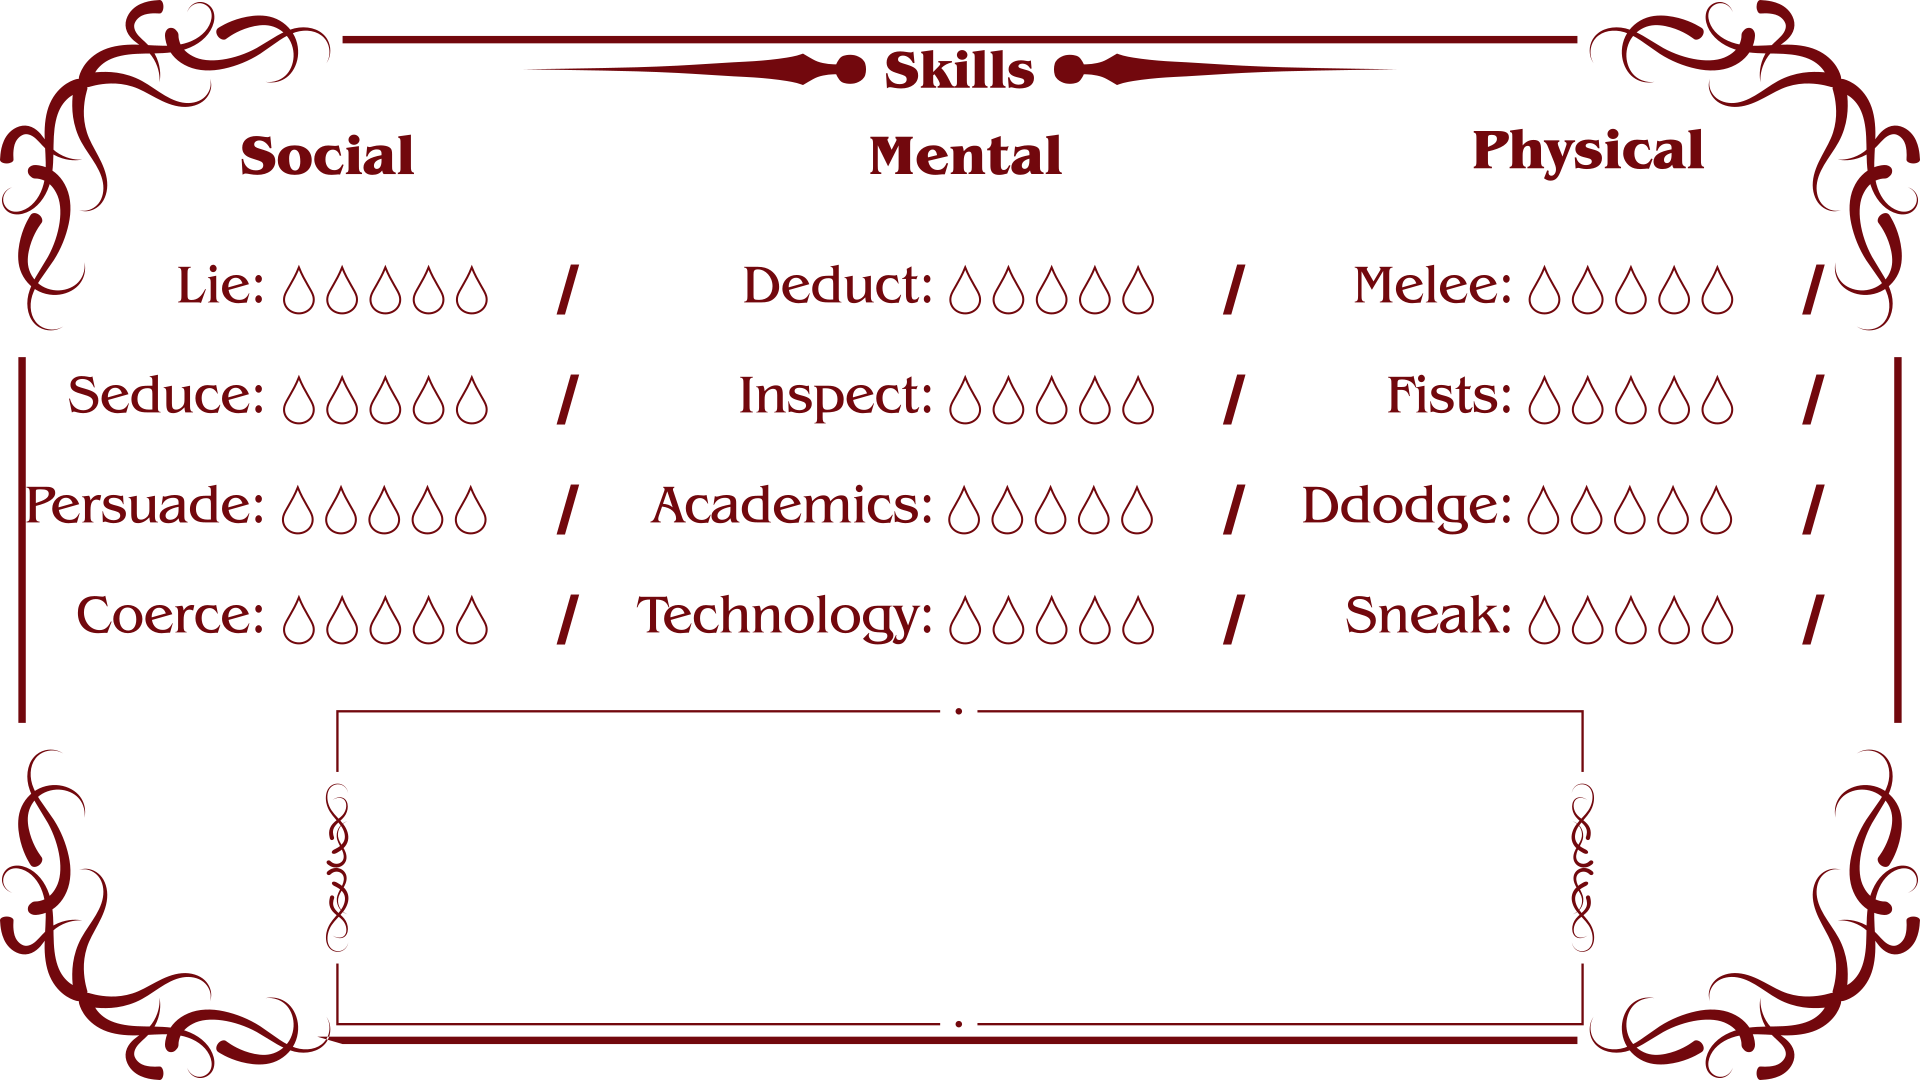 Skills
Social Mental Physical
Lie: / Deduct: / Melee: /
Seduce: / Inspect: / Fists: /
Persuade: / Academics: / Ddodge: /
Coerce: / Technology: / Sneak: /